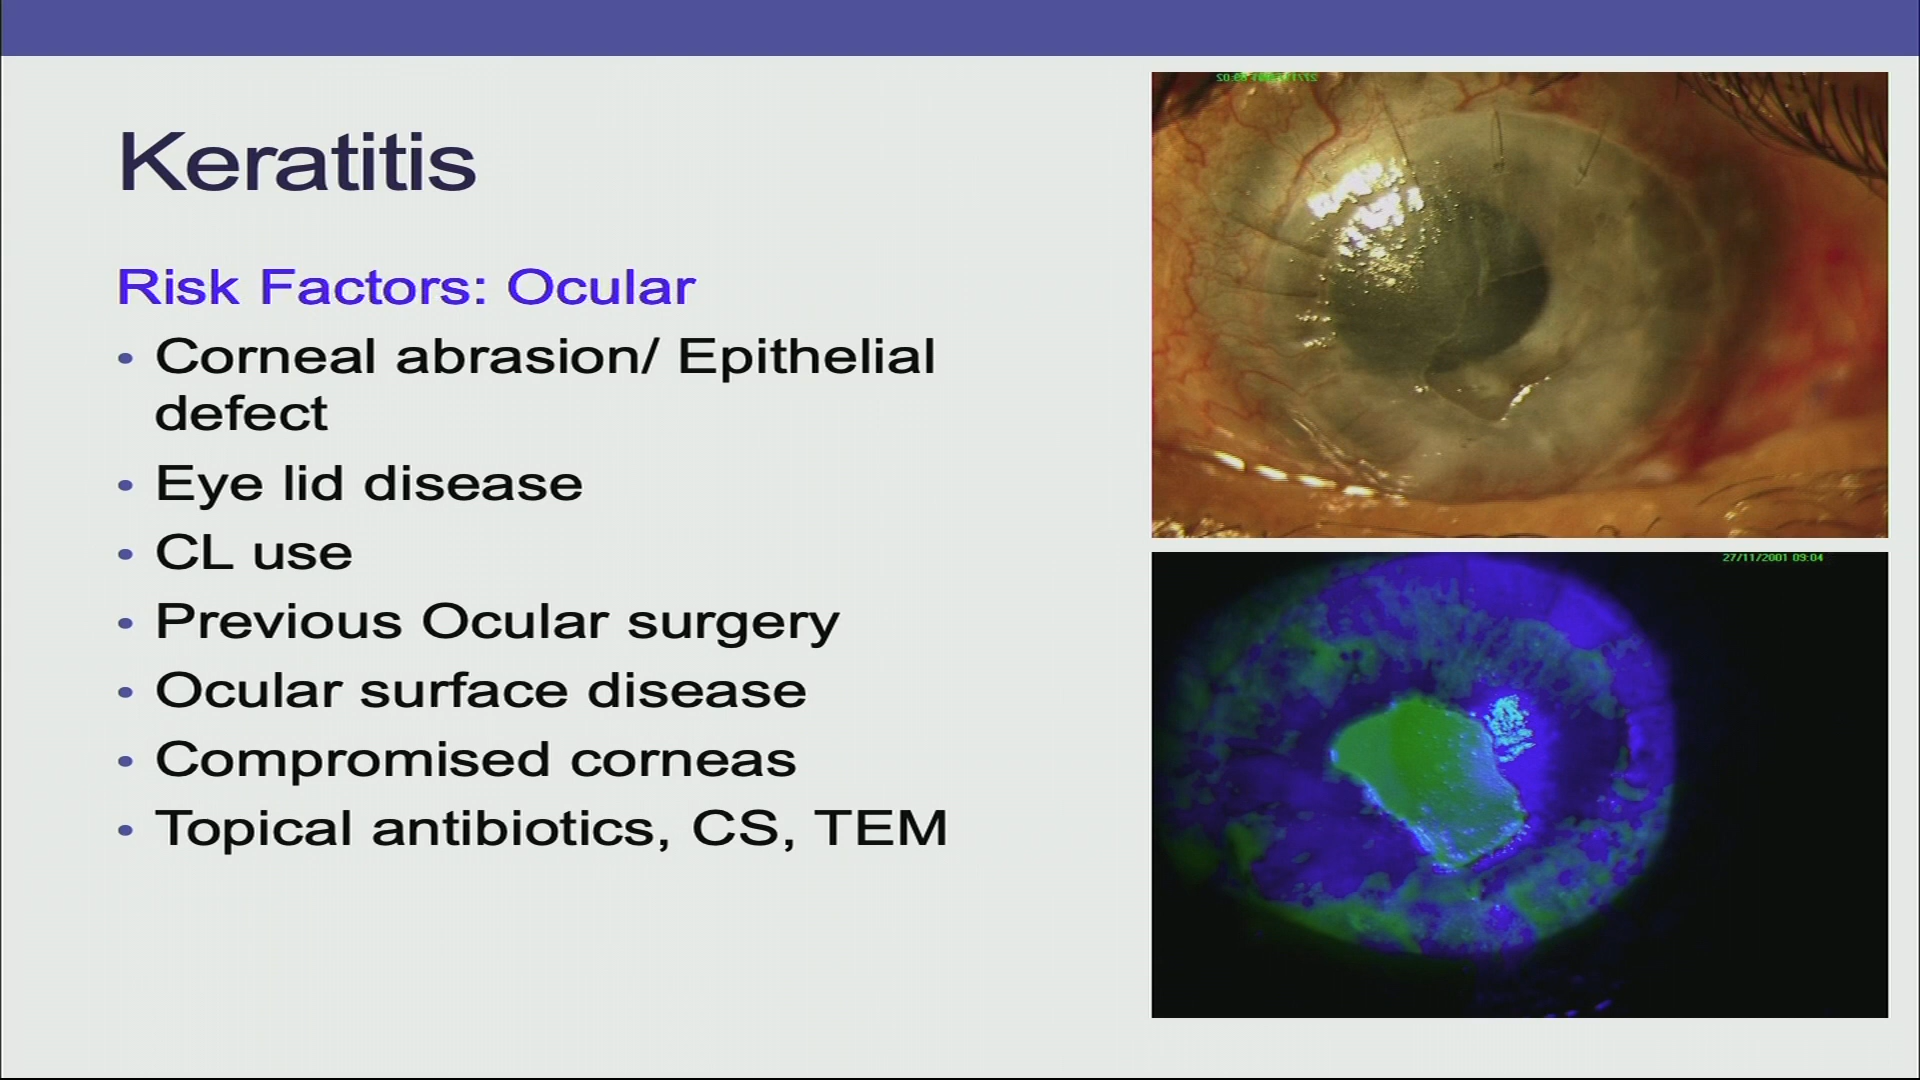 Keratitis
Risk Factors: Ocular
• Corneal abrasion/ Epithelial
defect
• Eye lid disease
• CL use
• Previous Ocular surgery
• Ocular surface disease
• Compromised corneas
• Topical antibiotics, CS, TEM
27/11/2001 09:04